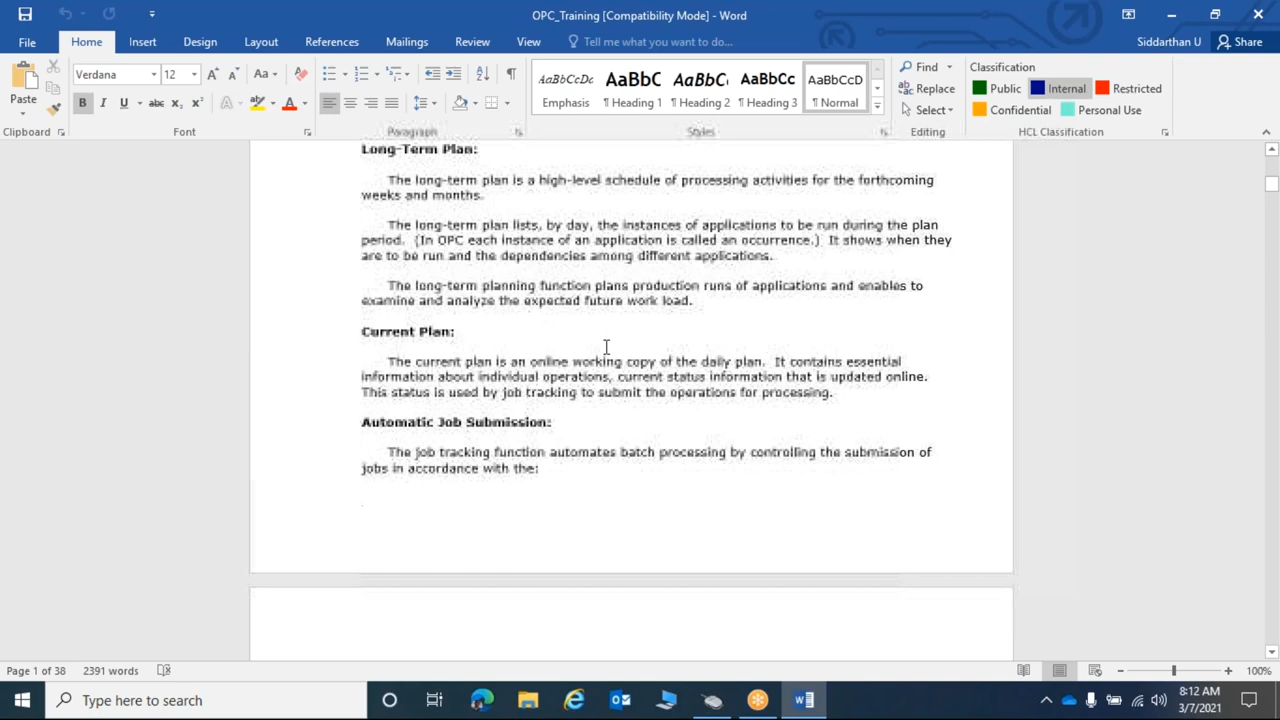 OPC_Training [Compatibility Mode] - Word
File Home Insert Design Layout References Mailings Review View Tell me what you want to do... Siddarthan U Share
Verdana 12 Aa
Find
Classification
AaBbCcDc AaBbC AaBbC AaBbCc AaBbCcD
Replace
Public Internal Restricted
Paste
B I U abc x₂ x² A A
Emphasis ¶ Heading 1 ¶ Heading 2 ¶ Heading 3 ¶ Normal
Select
Confidential Personal Use
Clipboard Font Paragraph Styles Editing HCL Classification
Long-Term Plan:
The long-term plan is a high-level schedule of processing activities for the forthcoming
weeks and months.
The long-term plan lists, by day, the instances of applications to be run during the plan
period. (In OPC each instance of an application is called an occurrence.) It shows when they
are to be run and the dependencies among different applications.
The long-term planning function plans production runs of applications and enables to
examine and analyze the expected future work load.
Current Plan:
The current plan is an online working copy of the daily plan. It contains essential
information about individual operations, current status information that is updated online.
This status is used by job tracking to submit the operations for processing.
Automatic Job Submission:
The job tracking function automates batch processing by controlling the submission of
jobs in accordance with the:
Page 1 of 38 2391 words 100%
Type here to search
8:12 AM
3/7/2021